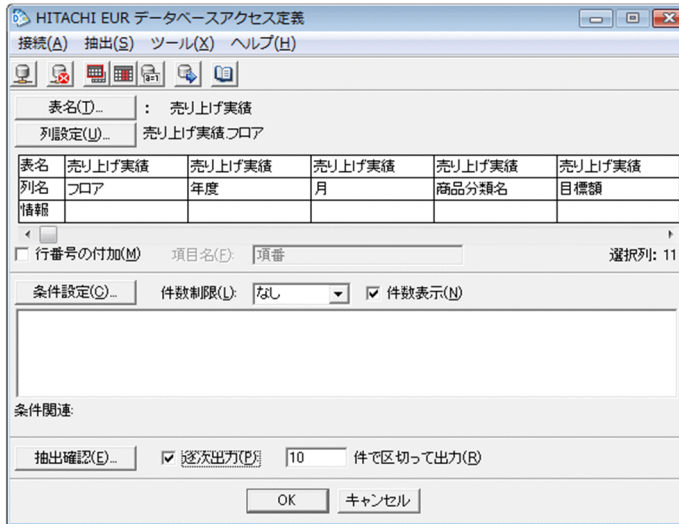 HITACHI EUR データベースアクセス定義
接続(A) 抽出(S) ツール(X) ヘルプ(H)
表名(T)... : 売り上げ実績
列設定(U)... 売り上げ実績.フロア
表名 売り上げ実績 売り上げ実績 売り上げ実績 売り上げ実績 売り上げ実績
列名 フロア 年度 月 商品分類名 目標額
情報
行番号の付加(M) 項目名(F): 項番 選択列: 11
条件設定(C)... 件数制限(L): なし 件数表示(N)
条件関連:
抽出確認(E)... 逐次出力(P): 10 件で区切って出力(R)
OK キャンセル